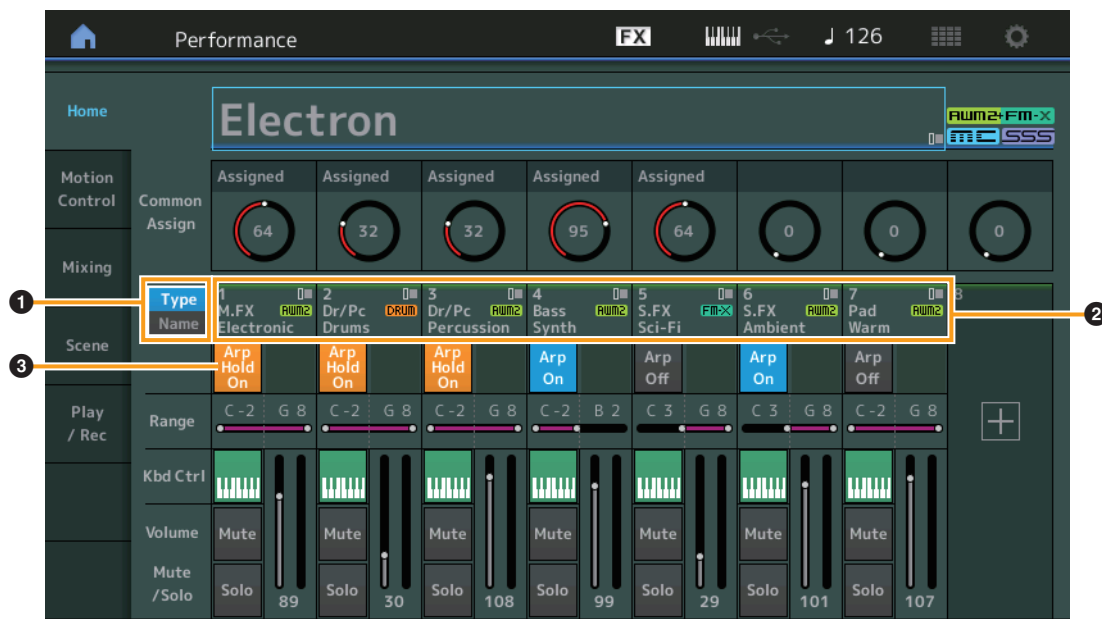 Performance FX 126
Home
Electron
AWM2+FM-X
MC SSS
Motion
Control
Mixing
Scene
Play
/ Rec
Common
Assign
Assigned Assigned Assigned Assigned Assigned
64 32 32 95 64 0 0 0
1 2
Type
Name
1 2 3 4 5 6 7 8
M.FX AWM2 Dr/Pc DRUM Dr/Pc AWM2 Bass AWM2 S.FX FM-X S.FX AWM2 Pad AWM2
Electronic Drums Percussion Synth Sci-Fi Ambient Warm
3
Arp Hold On Arp Hold On Arp Hold On Arp On Arp Off Arp On Arp Off
Range C -2 G 8 C -2 G 8 C -2 G 8 C -2 B 2 C 3 G 8 C 3 G 8 C -2 G 8
Kbd Ctrl
Volume Mute Mute Mute Mute Mute Mute Mute
Mute
/Solo Solo Solo Solo Solo Solo Solo Solo
89 30 108 99 29 101 107